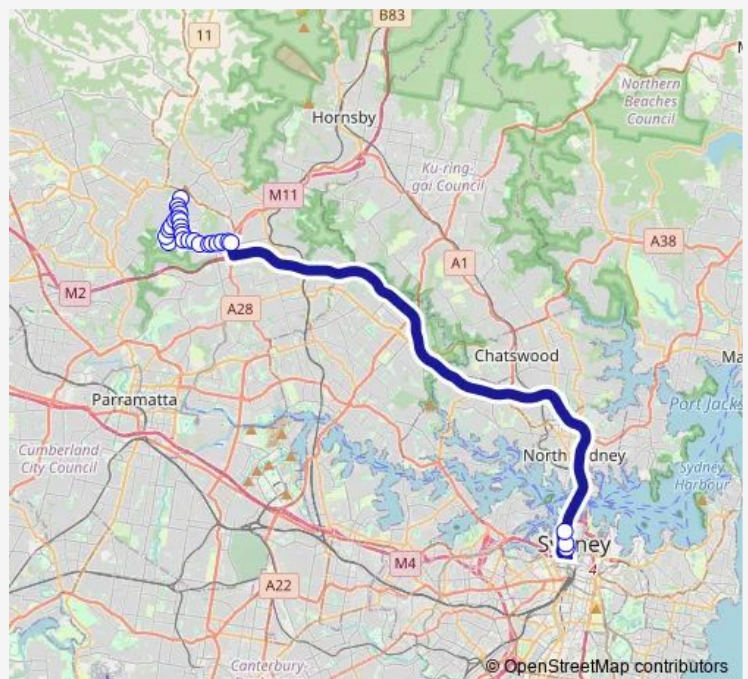 B83
11
Northern
Beaches
Council
Hornsby
Ku-ring-
gai Council
M11
A38
A1
M2
A28
Chatswood
Ma
Parramatta
Port Jacks
Cumberland
City Council
North Sydney
Sydney
Harbour
Sydney
M4
4
A22
Canterbury-
© OpenStreetMap contributors